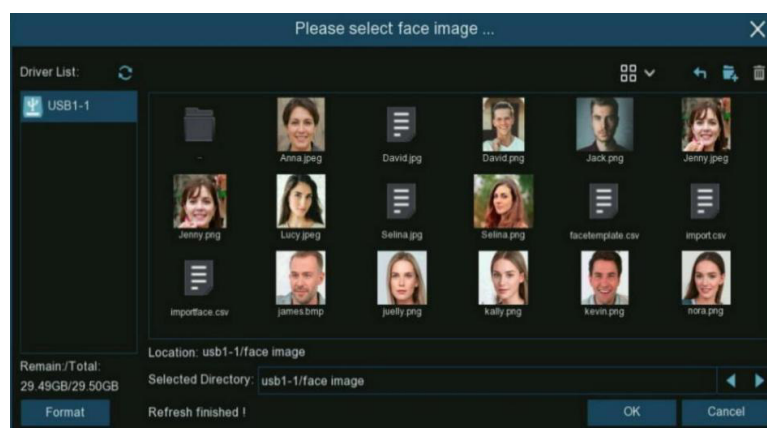 Please select face image ...
Driver List:
USB1-1
..
Anna.jpeg
David.jpg
David.png
Jack.png
Jenny.jpeg
Jenny.png
Lucy.jpeg
Selina.jpg
Selina.png
facetemplate.csv
import.csv
importface.csv
james.bmp
juelly.png
kally.png
kevin.png
nora.png
Location: usb1-1/face image
Remain:/Total:
29.49GB/29.50GB
Selected Directory: usb1-1/face image
Format
Refresh finished !
OK
Cancel